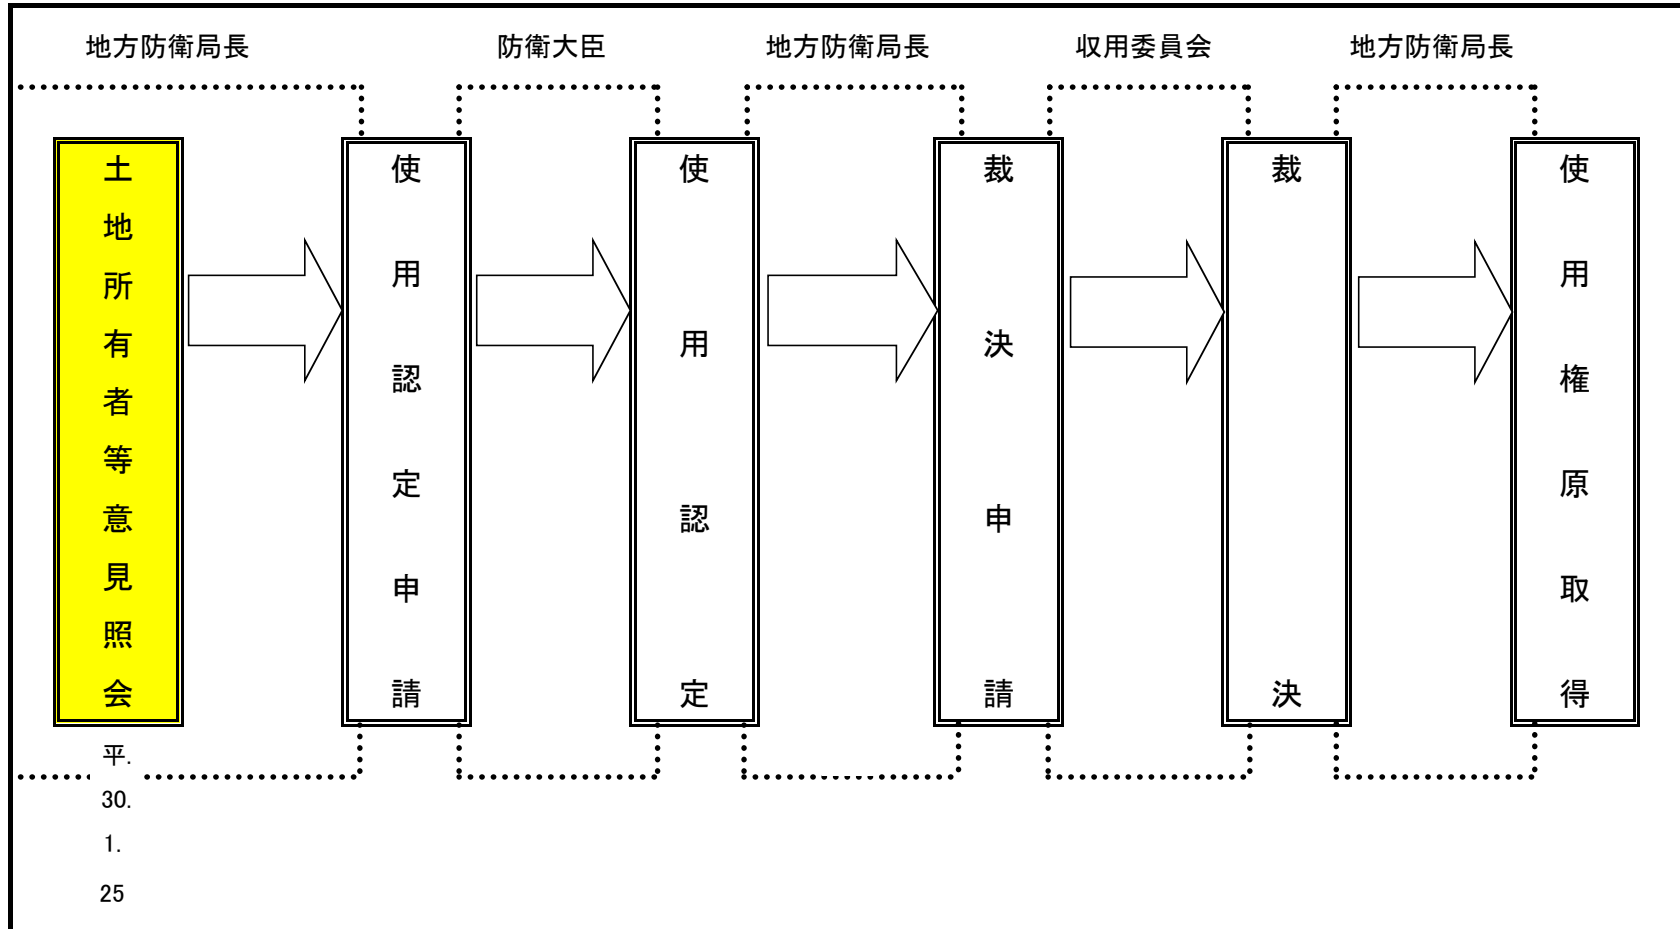 地方防衛局長
防衛大臣
地方防衛局長
収用委員会
地方防衛局長
土地所有者等意見照会
使用認定申請
使用認定
裁決申請
裁決
使用権原取得
平.
30.
1.
25